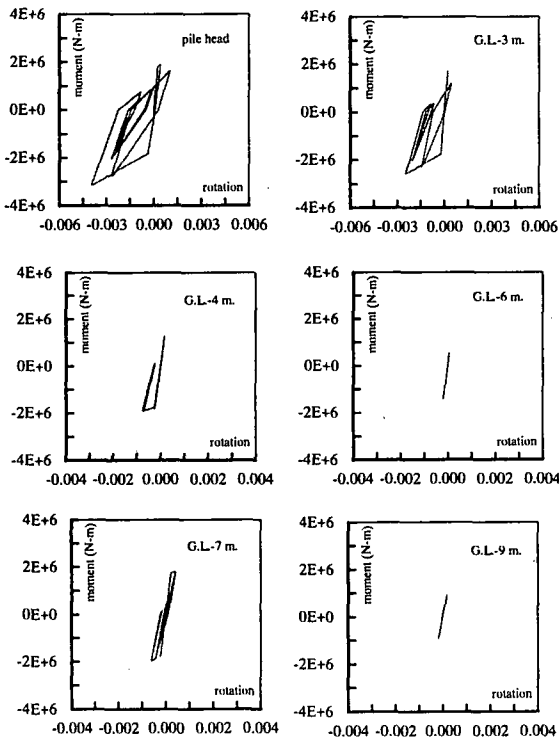 4E+6
2E+6
0E+0
-2E+6
-4E+6
moment (N-m)
pile head
rotation
-0.006 -0.003 0.000 0.003 0.006
4E+6
2E+6
0E+0
-2E+6
-4E+6
moment (N-m)
G.L.-3 m.
rotation
-0.006 -0.003 0.000 0.003 0.006
4E+6
2E+6
0E+0
-2E+6
-4E+6
moment (N-m)
G.L.-4 m.
rotation
-0.004 -0.002 0.000 0.002 0.004
4E+6
2E+6
0E+0
-2E+6
-4E+6
moment (N-m)
G.L.-6 m.
rotation
-0.004 -0.002 0.000 0.002 0.004
4E+6
2E+6
0E+0
-2E+6
-4E+6
moment (N-m)
G.L.-7 m.
rotation
-0.004 -0.002 0.000 0.002 0.004
4E+6
2E+6
0E+0
-2E+6
-4E+6
moment (N-m)
G.L.-9 m.
rotation
-0.004 -0.002 0.000 0.002 0.004